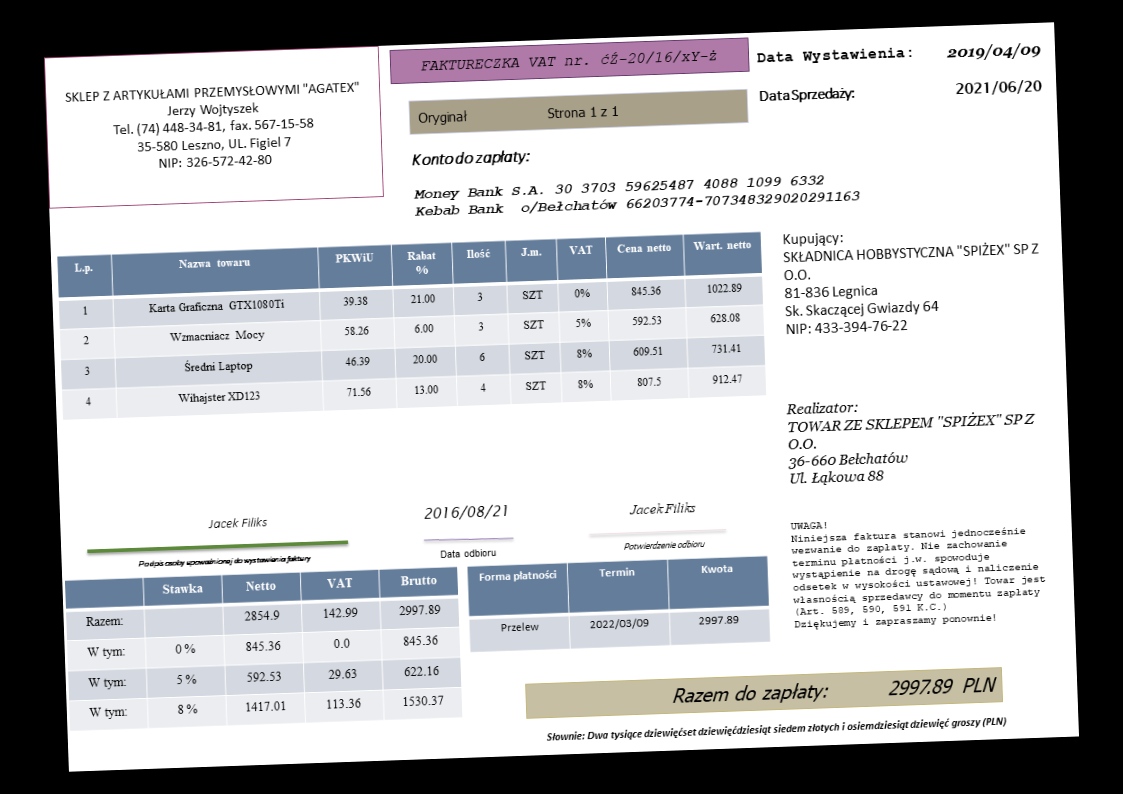 SKLEP Z ARTYKUŁAMI PRZEMYSŁOWYMI "AGATEX"
Jerzy Wojtyszek
Tel. (74) 448-34-81, fax. 567-15-58
35-580 Leszno, UL. Figiel 7
NIP: 326-572-42-80
FAKTURECZKA VAT nr. ĆŹ-20/16/xY-ż
Oryginał Strona 1 z 1
Data Wystawienia: 2019/04/09
Data Sprzedaży: 2021/06/20
Konto do zapłaty:
Money Bank S.A. 30 3703 59625487 4088 1099 6332
Kebab Bank o/Bełchatów 66203774-707348329020291163
L.p. Nazwa towaru PKWiU Rabat % Ilość J.m. VAT Cena netto Wart. netto
1 Karta Graficzna GTX1080Ti 39.38 21.00 3 SZT 0% 845.36 1022.89
2 Wzmacniacz Mocy 58.26 6.00 3 SZT 5% 592.53 628.08
3 Średni Laptop 46.39 20.00 6 SZT 8% 609.51 731.41
4 Wihajster XD123 71.56 13.00 4 SZT 8% 807.5 912.47
Kupujący:
SKŁADNICA HOBBYSTYCZNA "SPIŻEX" SP Z
O.O.
81-836 Legnica
Sk. Skaczącej Gwiazdy 64
NIP: 433-394-76-22
Realizator:
TOWAR ZE SKLEPEM "SPIŻEX" SP Z
O.O.
36-660 Bełchatów
Ul. Łąkowa 88
Jacek Filiks
Podpis osoby upoważnionej do wystawienia faktury
2016/08/21
Data odbioru
Jacek Filiks
Potwierdzenie odbioru
UWAGA!
Niniejsza faktura stanowi jednocześnie
wezwanie do zapłaty. Nie zachowanie
terminu płatności j.w. spowoduje
wystąpienie na drogę sądową i naliczenie
odsetek w wysokości ustawowej! Towar jest
własnością sprzedawcy do momentu zapłaty
(Art. 589, 590, 591 K.C.)
Dziękujemy i zapraszamy ponownie!
Stawka Netto VAT Brutto
Razem: 2854.9 142.99 2997.89
W tym: 0 % 845.36 0.0 845.36
W tym: 5 % 592.53 29.63 622.16
W tym: 8 % 1417.01 113.36 1530.37
Forma płatności Termin Kwota
Przelew 2022/03/09 2997.89
Razem do zapłaty: 2997.89 PLN
Słownie: Dwa tysiące dziewięćset dziewięćdziesiąt siedem złotych i osiemdziesiąt dziewięć groszy (PLN)